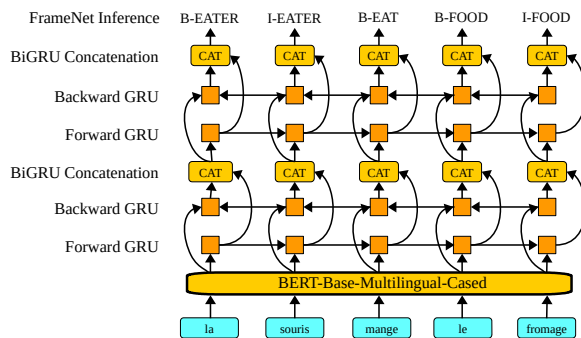 FrameNet Inference B-EATER I-EATER B-EAT B-FOOD I-FOOD
BiGRU Concatenation CAT CAT CAT CAT CAT
Backward GRU
Forward GRU
BiGRU Concatenation CAT CAT CAT CAT CAT
Backward GRU
Forward GRU
BERT-Base-Multilingual-Cased
la souris mange le fromage